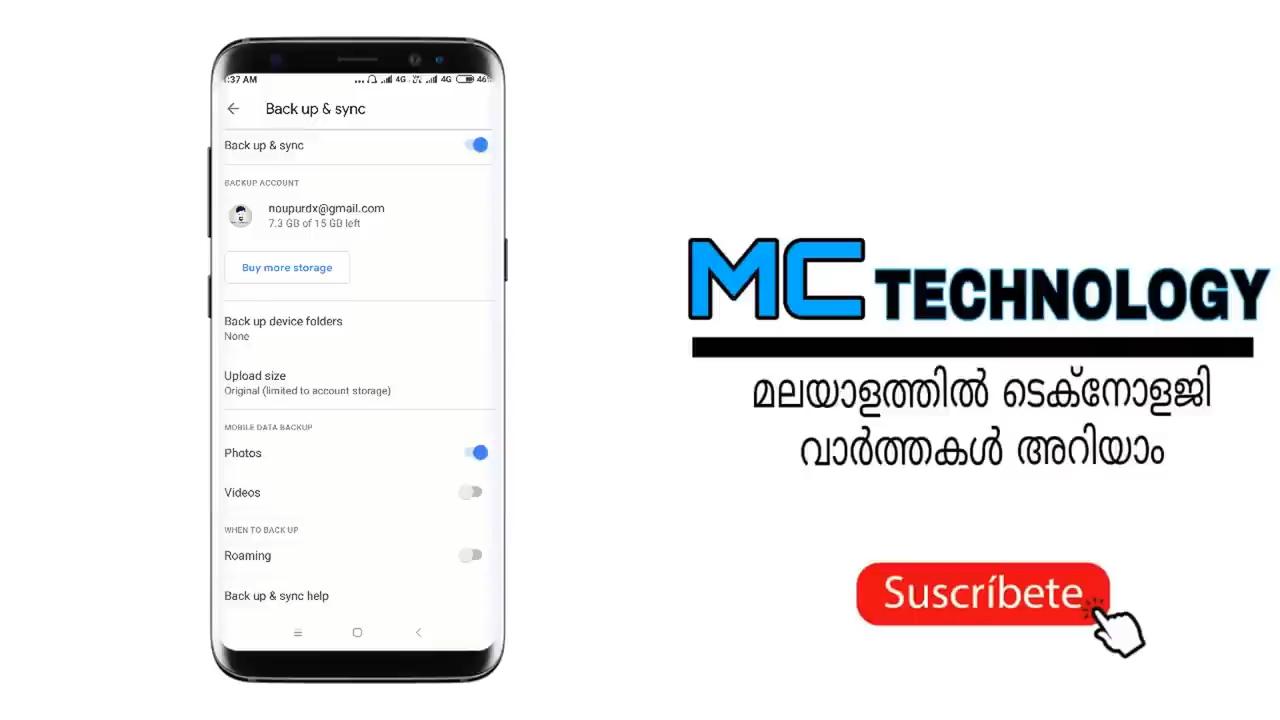 :37 AM ... 4G 4G 46%
Back up & sync
Back up & sync
BACKUP ACCOUNT
noupurdx@gmail.com
7.3 GB of 15 GB left
Buy more storage
Back up device folders
None
Upload size
Original (limited to account storage)
MOBILE DATA BACKUP
Photos
Videos
WHEN TO BACK UP
Roaming
Back up & sync help
MC TECHNOLOGY
മലയാളത്തിൽ ടെക്നോളജി
വാർത്തകൾ അറിയാം
Suscríbete